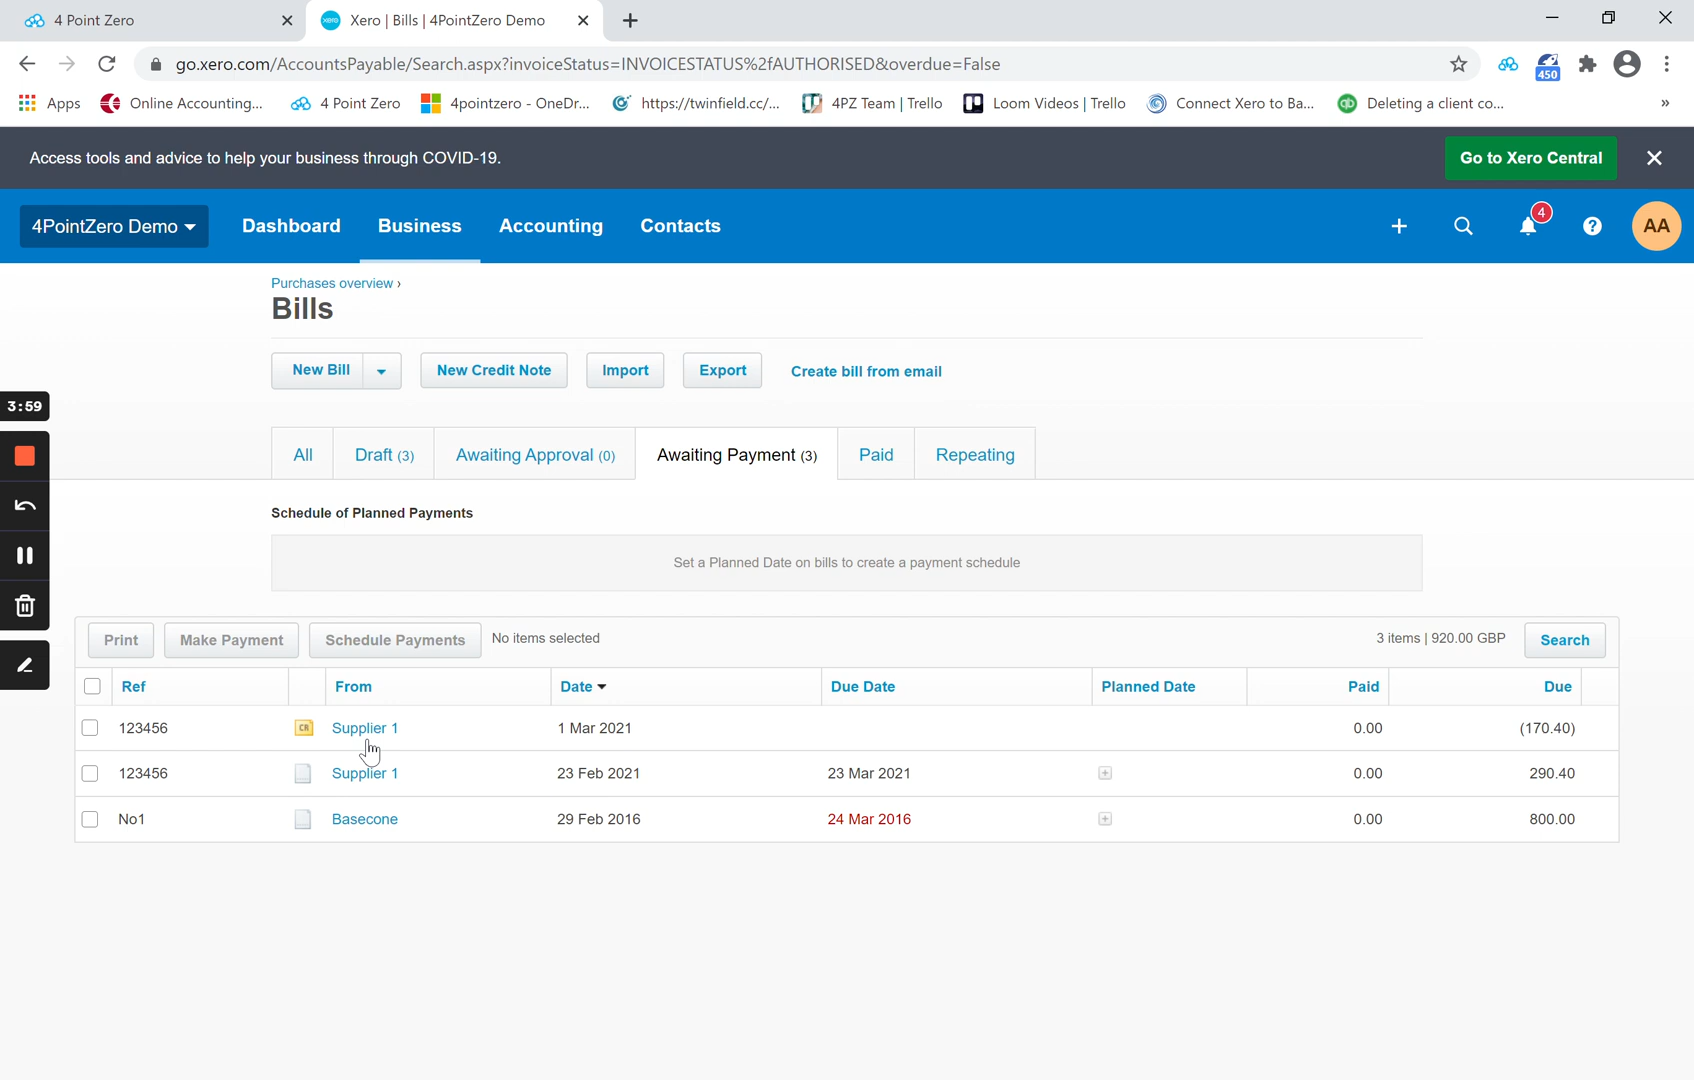 4 Point Zero
xero
Xero | Bills | 4PointZero Demo
go.xero.com/AccountsPayable/Search.aspx?invoiceStatus=INVOICESTATUS%2fAUTHORISED&overdue=False
450
Apps
Online Accounting...
4 Point Zero
4pointzero - OneDr...
https://twinfield.cc/...
4PZ Team | Trello
Loom Videos | Trello
Connect Xero to Ba...
qb
Deleting a client co...
»
Access tools and advice to help your business through COVID-19.
Go to Xero Central
4PointZero Demo
Dashboard
Business
Accounting
Contacts
4
?
AA
Purchases overview ›
Bills
New Bill
New Credit Note
Import
Export
Create bill from email
3:59
All
Draft (3)
Awaiting Approval (0)
Awaiting Payment (3)
Paid
Repeating
Schedule of Planned Payments
Set a Planned Date on bills to create a payment schedule
Print
Make Payment
Schedule Payments
No items selected
3 items | 920.00 GBP
Search
Ref From Date Due Date Planned Date Paid Due
123456 CR Supplier 1 1 Mar 2021 0.00 (170.40)
123456 Supplier 1 23 Feb 2021 23 Mar 2021 0.00 290.40
No1 Basecone 29 Feb 2016 24 Mar 2016 0.00 800.00